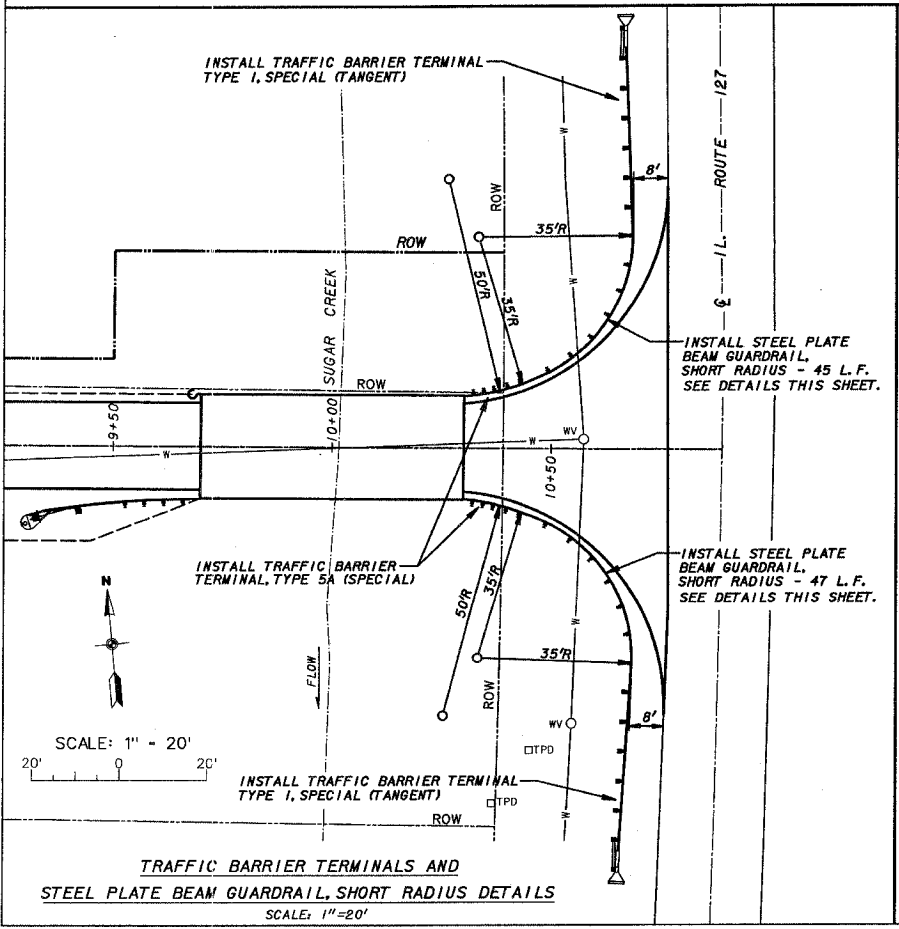 INSTALL TRAFFIC BARRIER TERMINAL
TYPE 1, SPECIAL (TANGENT)
IL. ROUTE 127
8'
W
ROW
35'R
ROW
W
50'R
35'R
SUGAR CREEK
INSTALL STEEL PLATE
BEAM GUARDRAIL,
SHORT RADIUS - 45 L.F.
SEE DETAILS THIS SHEET.
ROW
9+50
10+00
WV
W
W
10+50
INSTALL TRAFFIC BARRIER
TERMINAL, TYPE 5A (SPECIAL)
INSTALL STEEL PLATE
BEAM GUARDRAIL,
SHORT RADIUS - 47 L.F.
SEE DETAILS THIS SHEET.
N
50'R
35'R
W
35'R
FLOW
ROW
8'
WV
SCALE: 1" = 20'
TPD
20' 0 20'
INSTALL TRAFFIC BARRIER TERMINAL
TYPE 1, SPECIAL (TANGENT)
TPD
W
ROW
TRAFFIC BARRIER TERMINALS AND
STEEL PLATE BEAM GUARDRAIL, SHORT RADIUS DETAILS
SCALE: 1"=20'